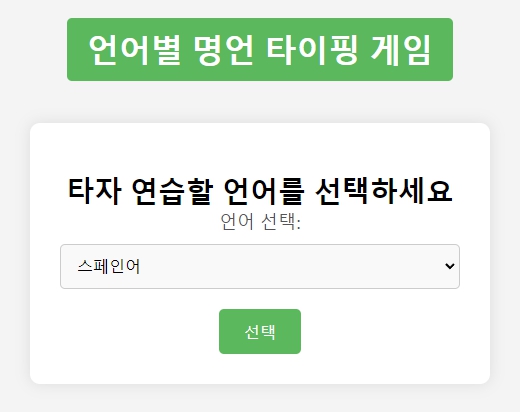 언어별 명언 타이핑 게임
타자 연습할 언어를 선택하세요
언어 선택:
스페인어
선택